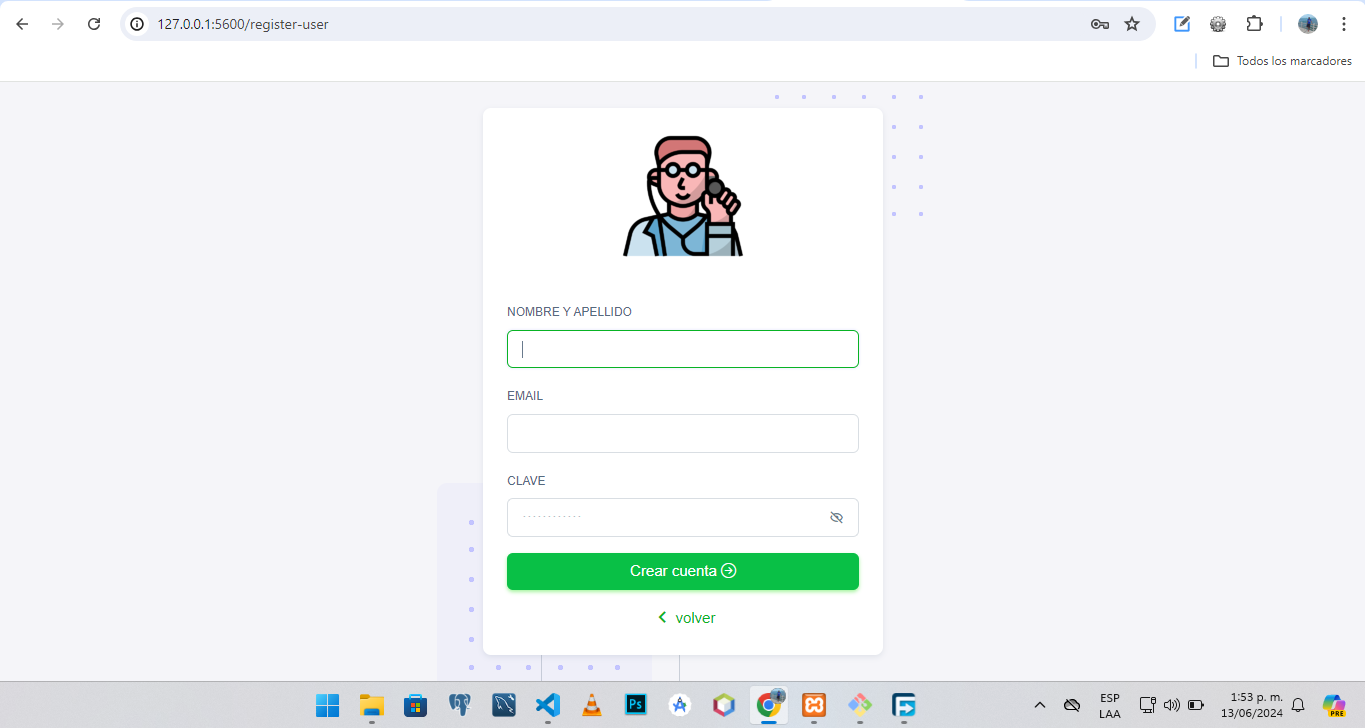 127.0.0.1:5600/register-user
Todos los marcadores
NOMBRE Y APELLIDO
EMAIL
CLAVE
············
Crear cuenta
volver
Ps
ESP
LAA
1:53 p. m.
13/06/2024
PRE